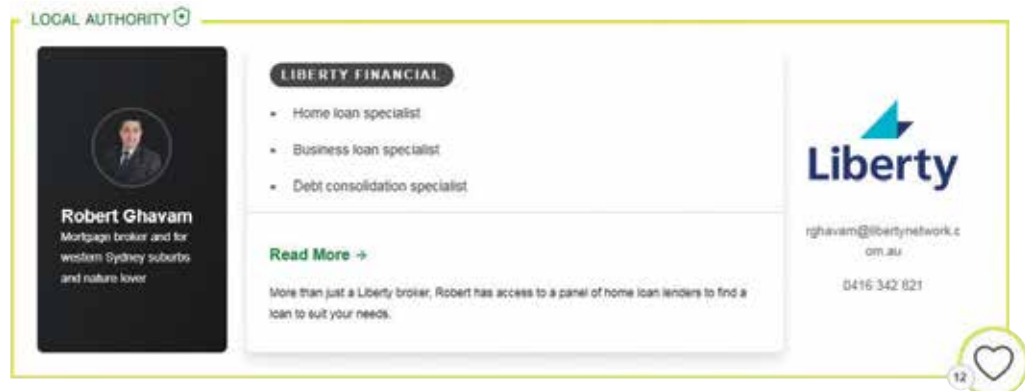 LOCAL AUTHORITY
Robert Ghavam
Mortgage broker and for
western Sydney suburbs
and nature lover
LIBERTY FINANCIAL
Home loan specialist
Business loan specialist
Debt consolidation specialist
Read More →
More than just a Liberty broker, Robert has access to a panel of home loan lenders to find a
loan to suit your needs.
Liberty
rghavam@libertynetwork.c
om.au
0416 342 821
12